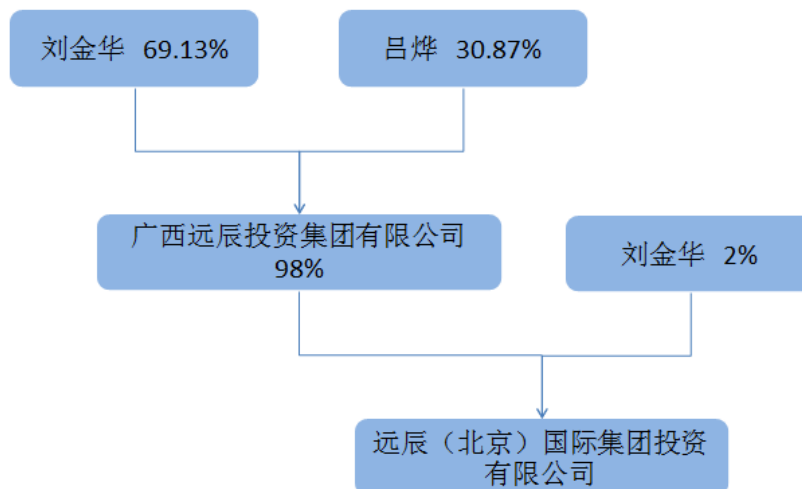 刘金华 69.13%
吕烨 30.87%
广西远辰投资集团有限公司
98%
刘金华 2%
远辰（北京）国际集团投资
有限公司